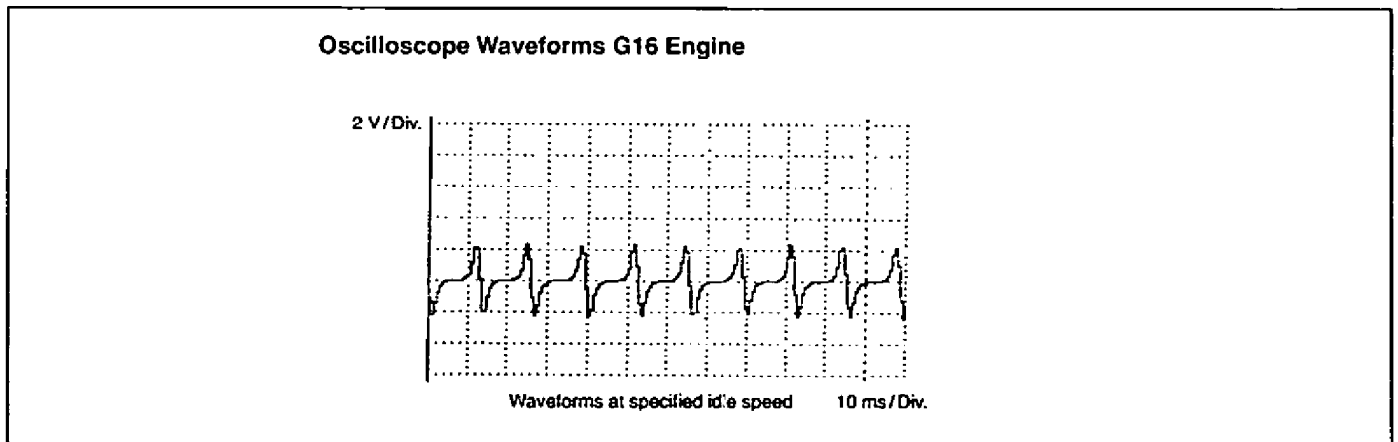 Oscilloscope Waveforms G16 Engine
2 V/Div.
Waveforms at specified idle speed 10 ms/Div.